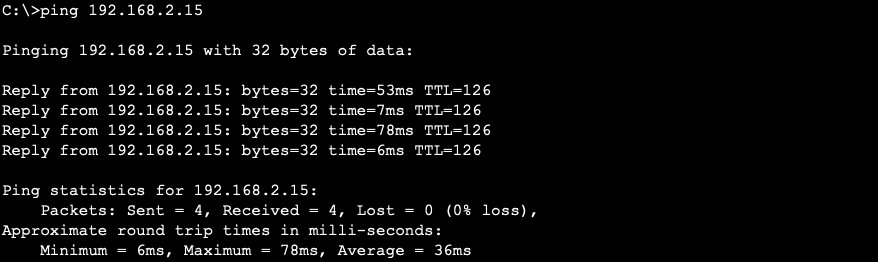 C:\>ping 192.168.2.15
Pinging 192.168.2.15 with 32 bytes of data:
Reply from 192.168.2.15: bytes=32 time=53ms TTL=126
Reply from 192.168.2.15: bytes=32 time=7ms TTL=126
Reply from 192.168.2.15: bytes=32 time=78ms TTL=126
Reply from 192.168.2.15: bytes=32 time=6ms TTL=126
Ping statistics for 192.168.2.15:
    Packets: Sent = 4, Received = 4, Lost = 0 (0% loss),
Approximate round trip times in milli-seconds:
    Minimum = 6ms, Maximum = 78ms, Average = 36ms